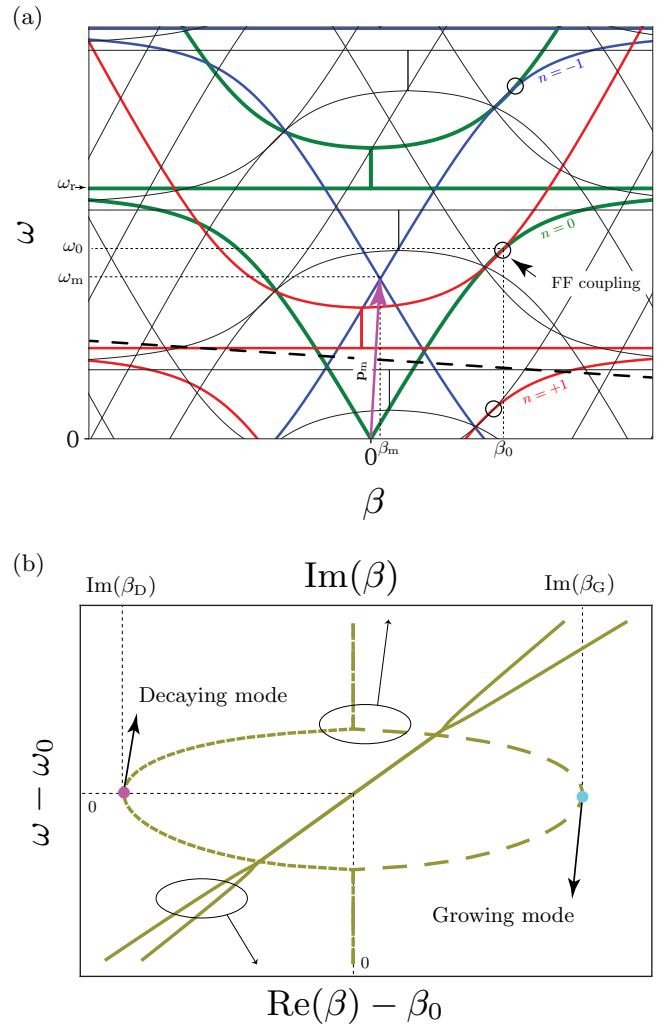 (a)
n = −1
ωr
ω
ω0
n = 0
ωm
FF coupling
pm
n = +1
0
0
βm
β0
β
(b)
Im(β)
Im(βD)
Im(βG)
Decaying mode
0
ω − ω0
Growing mode
0
Re(β) − β0